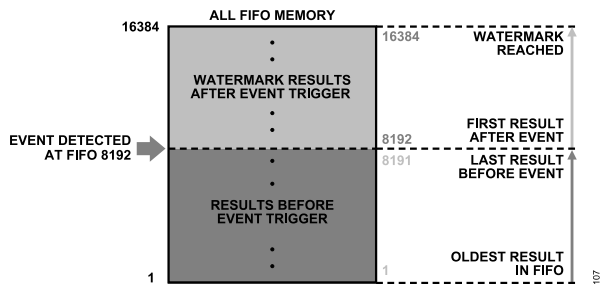 ALL FIFO MEMORY
16384
16384
WATERMARK
REACHED
WATERMARK RESULTS
AFTER EVENT TRIGGER
EVENT DETECTED
AT FIFO 8192
8192
FIRST RESULT
AFTER EVENT
8191
LAST RESULT
BEFORE EVENT
RESULTS BEFORE
EVENT TRIGGER
1
1
OLDEST RESULT
IN FIFO
107